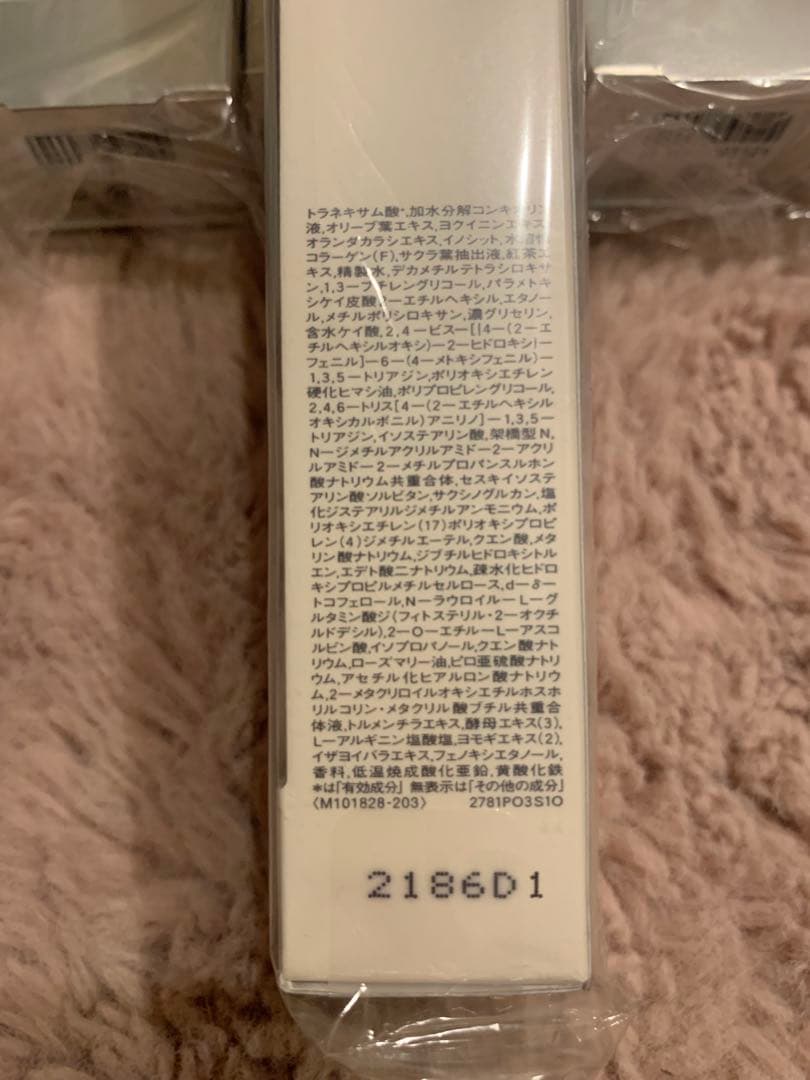 トラネキサム酸*,加水分解コンキオリン
液,オリーブ葉エキス,ヨクイニンエキス,
オランダカラシエキス,イノシット,水溶性
コラーゲン(F),サクラ葉抽出液,紅茶エ
キス,精製水,デカメチルテトラシロキサ
ン,1,3−ブチレングリコール,パラメトキ
シケイ皮酸2−エチルヘキシル,エタノー
ル,メチルポリシロキサン,濃グリセリン,
含水ケイ酸,2,4−ビス−[{4−(2−エ
チルヘキシルオキシ)−2−ヒドロキシ}−
フェニル]−6−(4−メトキシフェニル)−
1,3,5−トリアジン,ポリオキシエチレン
硬化ヒマシ油,ポリプロピレングリコール,
2,4,6−トリス[4−(2−エチルヘキシル
オキシカルボニル)アニリノ]−1,3,5−
トリアジン,イソステアリン酸,架橋型N,
N−ジメチルアクリルアミド−2−アクリ
ルアミド−2−メチルプロパンスルホン
酸ナトリウム共重合体,セスキイソステ
アリン酸ソルビタン,サクシノグルカン,塩
化ジステアリルジメチルアンモニウム,ポ
リオキシエチレン(17)ポリオキシプロピ
レン(4)ジメチルエーテル,クエン酸,メタ
リン酸ナトリウム,ジブチルヒドロキシトル
エン,エデト酸二ナトリウム,疎水化ヒドロ
キシプロピルメチルセルロース,d−δ−
トコフェロール,N−ラウロイル−L−グ
ルタミン酸ジ(フィトステリル・2−オクチ
ルドデシル),2−O−エチル−L−アスコ
ルビン酸,イソプロパノール,クエン酸ナト
リウム,ローズマリー油,ピロ亜硫酸ナトリ
ウム,アセチル化ヒアルロン酸ナトリウ
ム,2−メタクリロイルオキシエチルホスホ
リルコリン・メタクリル酸ブチル共重合
体液,トルメンチラエキス,酵母エキス(3),
L−アルギニン塩酸塩,ヨモギエキス(2),
イザヨイバラエキス,フェノキシエタノール,
香料,低温焼成酸化亜鉛,黄酸化鉄
*は「有効成分」 無表示は「その他の成分」
〈M101828-203〉 2781P03S10
2186D1